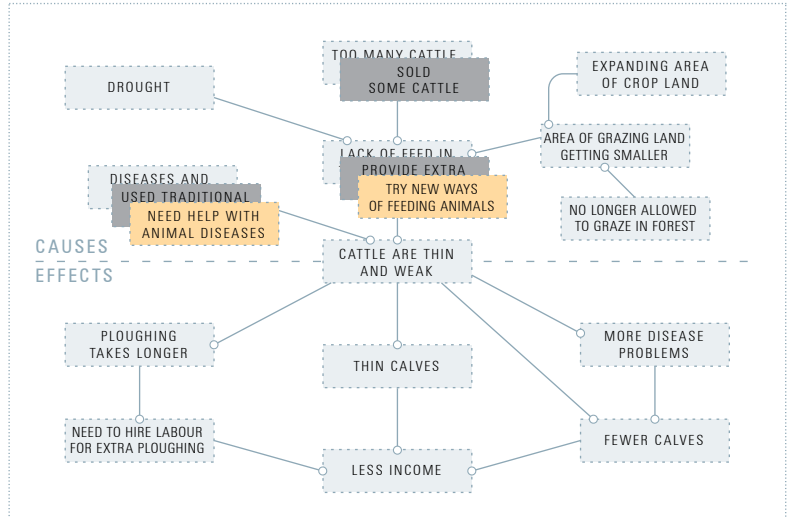 TOO MANY CATTLE
SOLD
SOME CATTLE
DROUGHT
EXPANDING AREA
OF CROP LAND
AREA OF GRAZING LAND
GETTING SMALLER
LACK OF FEED IN
PROVIDE EXTRA
TRY NEW WAYS
OF FEEDING ANIMALS
DISEASES AND
USED TRADITIONAL
NEED HELP WITH
ANIMAL DISEASES
NO LONGER ALLOWED
TO GRAZE IN FOREST
CAUSES
EFFECTS
CATTLE ARE THIN
AND WEAK
PLOUGHING
TAKES LONGER
THIN CALVES
MORE DISEASE
PROBLEMS
NEED TO HIRE LABOUR
FOR EXTRA PLOUGHING
LESS INCOME
FEWER CALVES